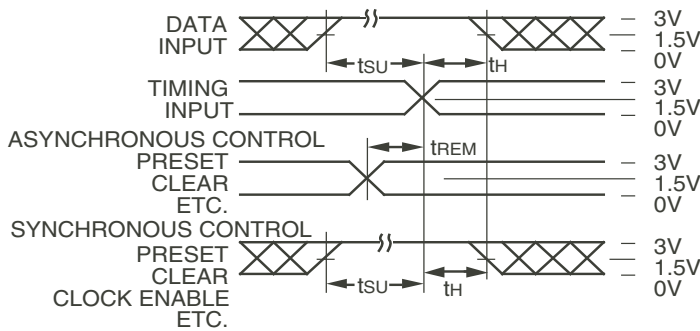 DATA
INPUT
tSU
tH
3V
1.5V
0V
TIMING
INPUT
3V
1.5V
0V
ASYNCHRONOUS CONTROL
PRESET
CLEAR
ETC.
tREM
3V
1.5V
0V
SYNCHRONOUS CONTROL
PRESET
CLEAR
CLOCK ENABLE
ETC.
tSU
tH
3V
1.5V
0V